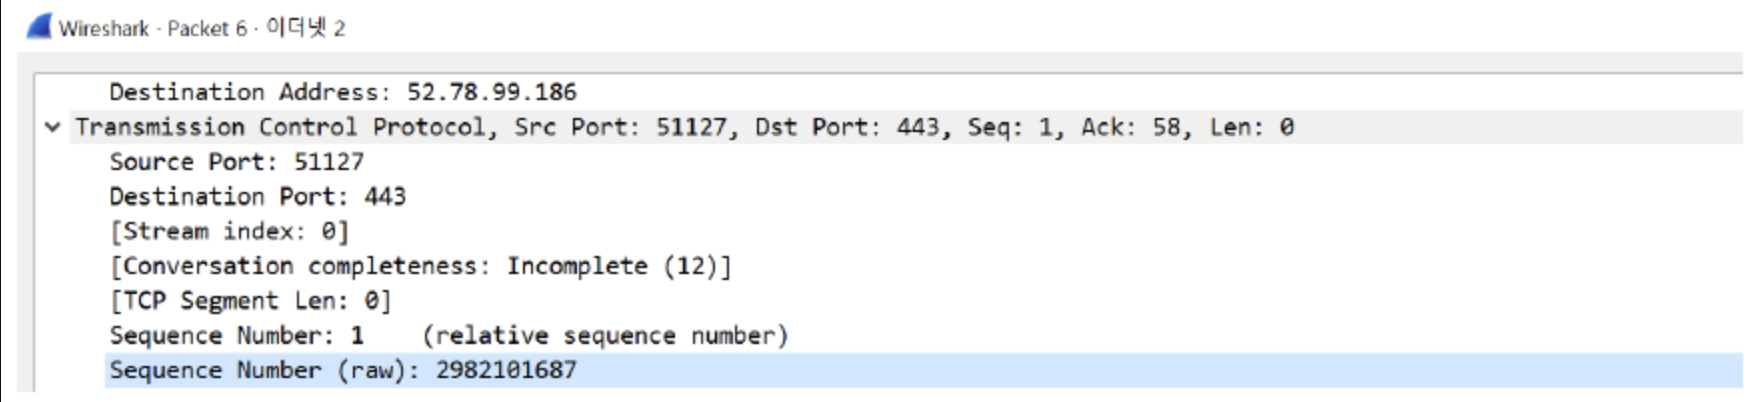 Wireshark · Packet 6 · 이더넷 2
Destination Address: 52.78.99.186
Transmission Control Protocol, Src Port: 51127, Dst Port: 443, Seq: 1, Ack: 58, Len: 0
Source Port: 51127
Destination Port: 443
[Stream index: 0]
[Conversation completeness: Incomplete (12)]
[TCP Segment Len: 0]
Sequence Number: 1    (relative sequence number)
Sequence Number (raw): 2982101687